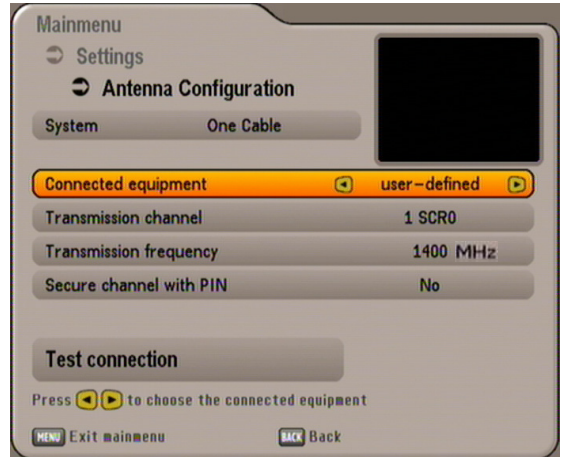 Mainmenu
Settings
Antenna Configuration
System One Cable
Connected equipment user-defined
Transmission channel 1 SCR0
Transmission frequency 1400 MHz
Secure channel with PIN No
Test connection
Press to choose the connected equipment
MENU Exit mainmenu BACK Back